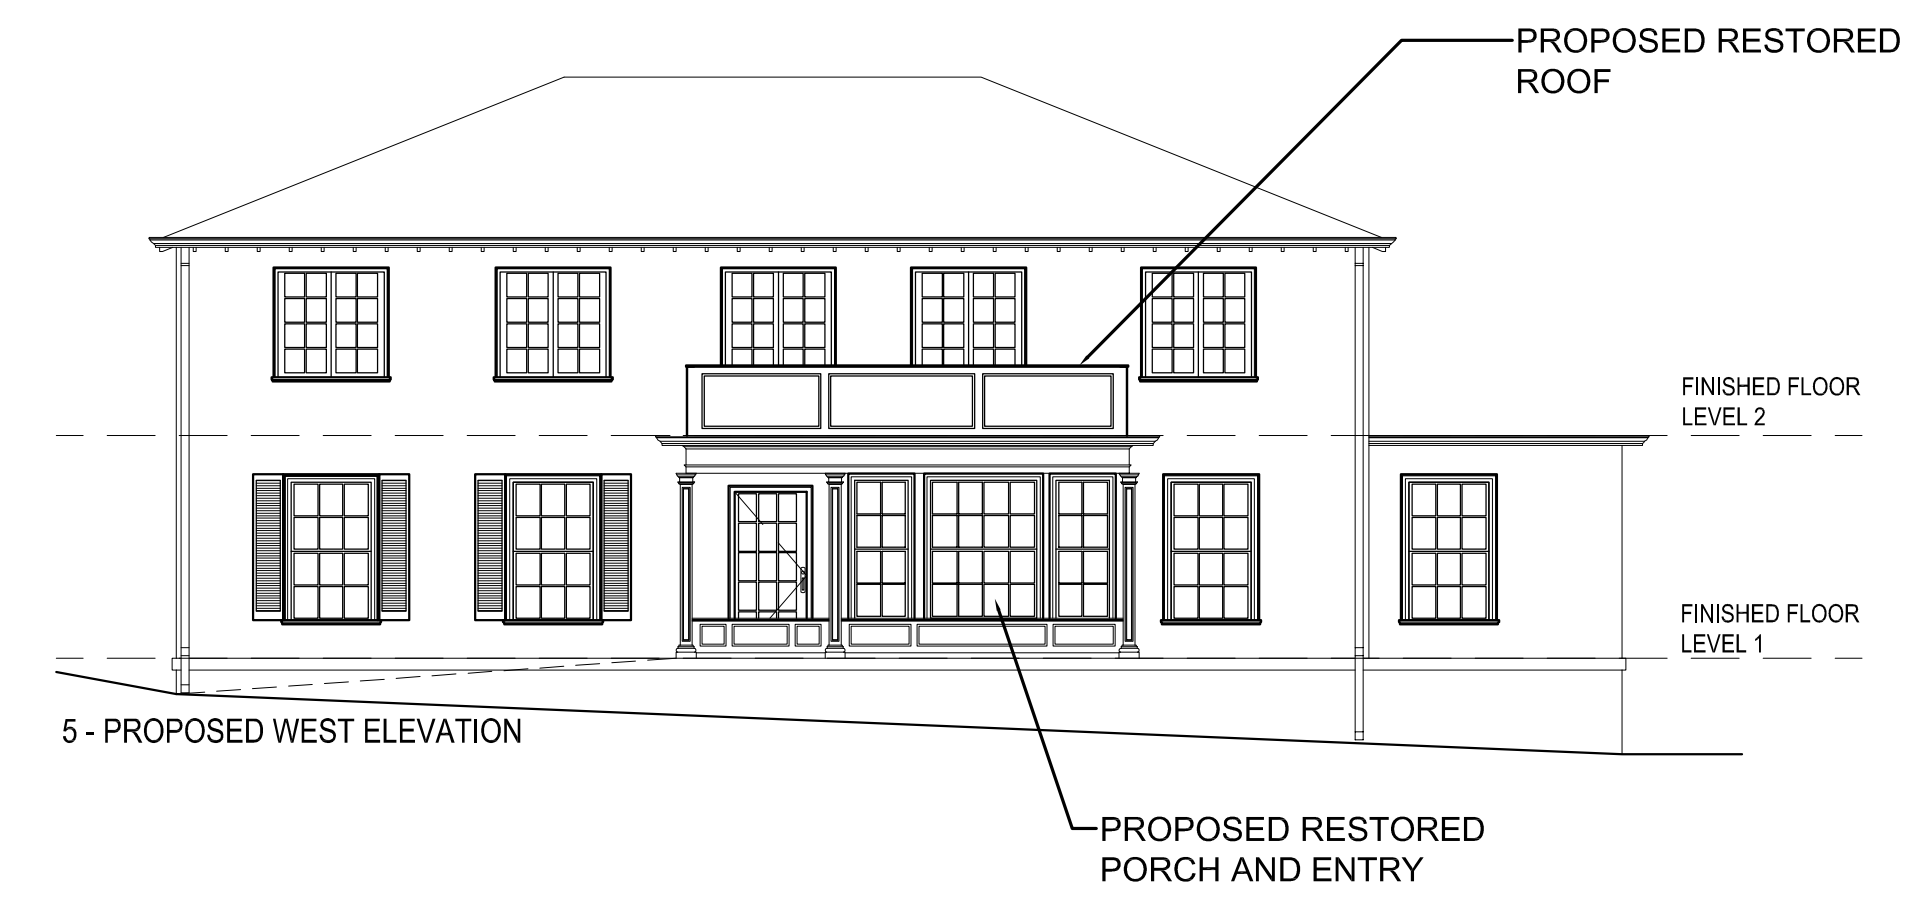 PROPOSED RESTORED
ROOF
FINISHED FLOOR
LEVEL 2
FINISHED FLOOR
LEVEL 1
5 - PROPOSED WEST ELEVATION
PROPOSED RESTORED
PORCH AND ENTRY